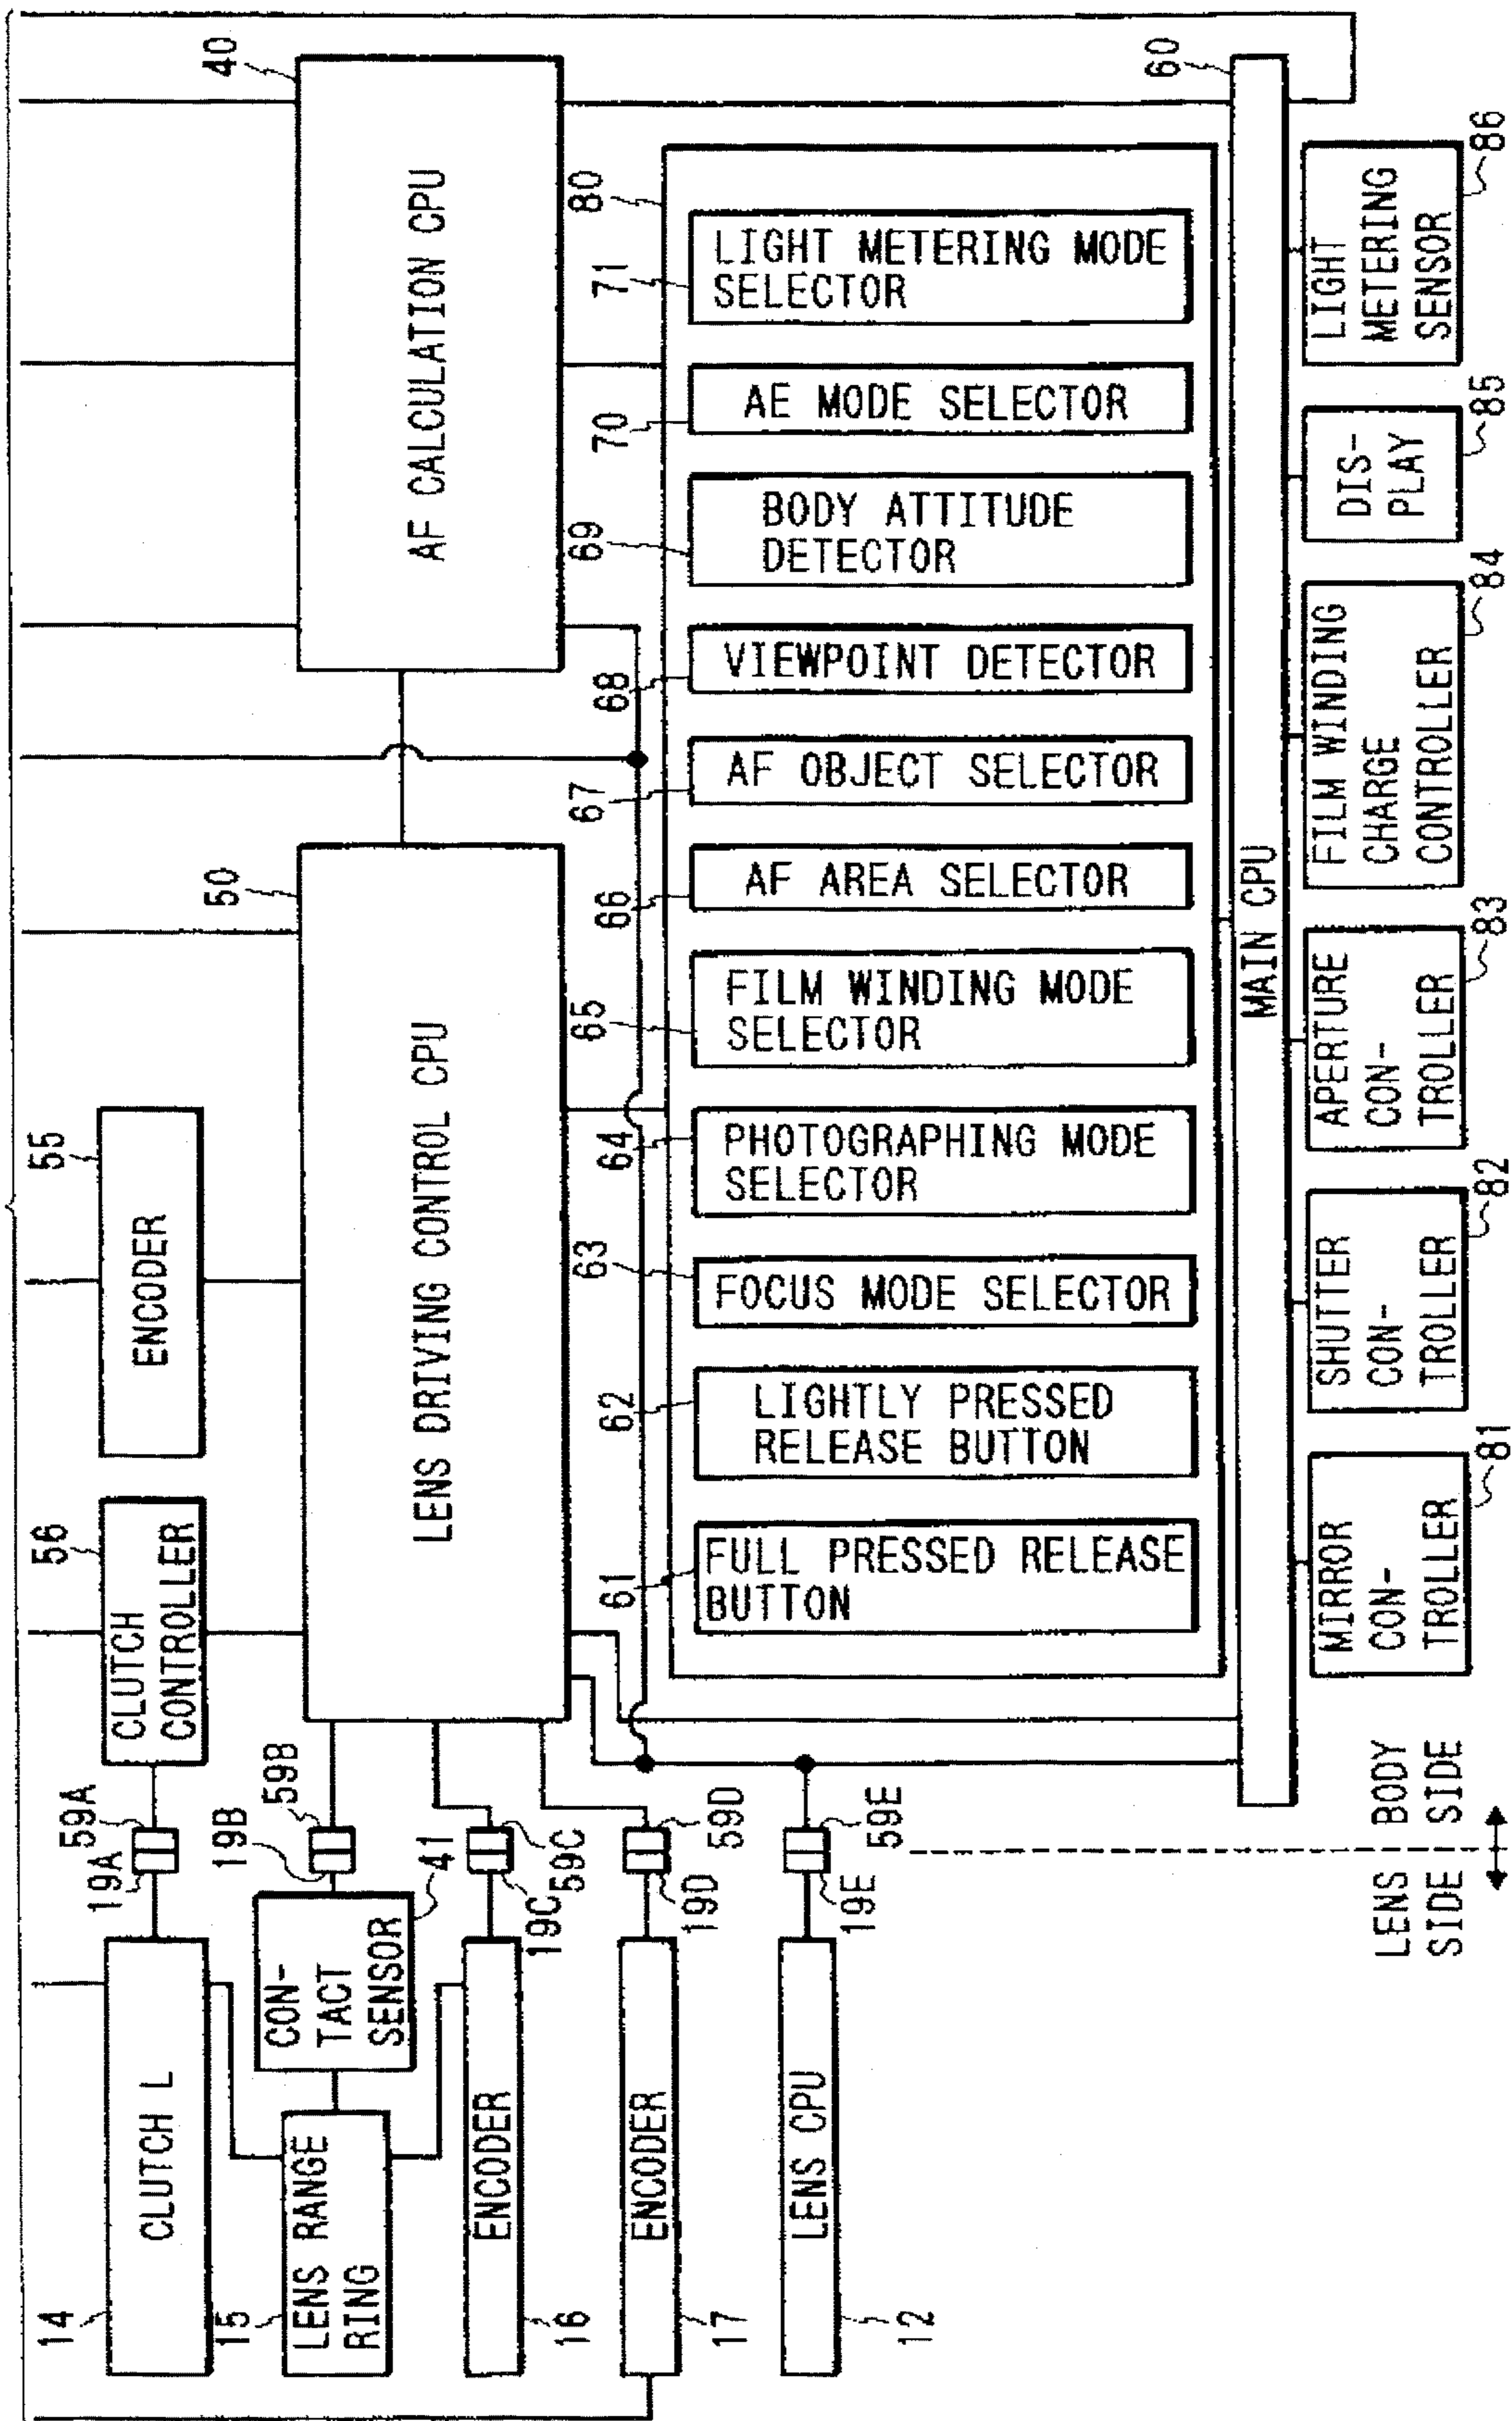 14
CLUTCH L
19A
59A
56
CLUTCH
CONTROLLER
55
ENCODER
15
LENS RANGE
RING
CON-
TACT
SENSOR
41
19B
59B
16
ENCODER
19C
59C
17
ENCODER
19D
59D
12
LENS CPU
19E
59E
50
LENS DRIVING CONTROL CPU
40
AF CALCULATION CPU
80
61
FULL PRESSED RELEASE
BUTTON
62
LIGHTLY PRESSED
RELEASE BUTTON
63
FOCUS MODE SELECTOR
64
PHOTOGRAPHING MODE
SELECTOR
65
FILM WINDING MODE
SELECTOR
66
AF AREA SELECTOR
67
AF OBJECT SELECTOR
68
VIEWPOINT DETECTOR
69
BODY ATTITUDE
DETECTOR
70
AE MODE SELECTOR
71
LIGHT METERING MODE
SELECTOR
MAIN CPU
60
LENS
SIDE
BODY
SIDE
MIRROR
CON-
TROLLER
81
SHUTTER
CON-
TROLLER
82
APERTURE
CON-
TROLLER
83
FILM WINDING
CHARGE
CONTROLLER
84
DIS-
PLAY
85
LIGHT
METERING
SENSOR
86